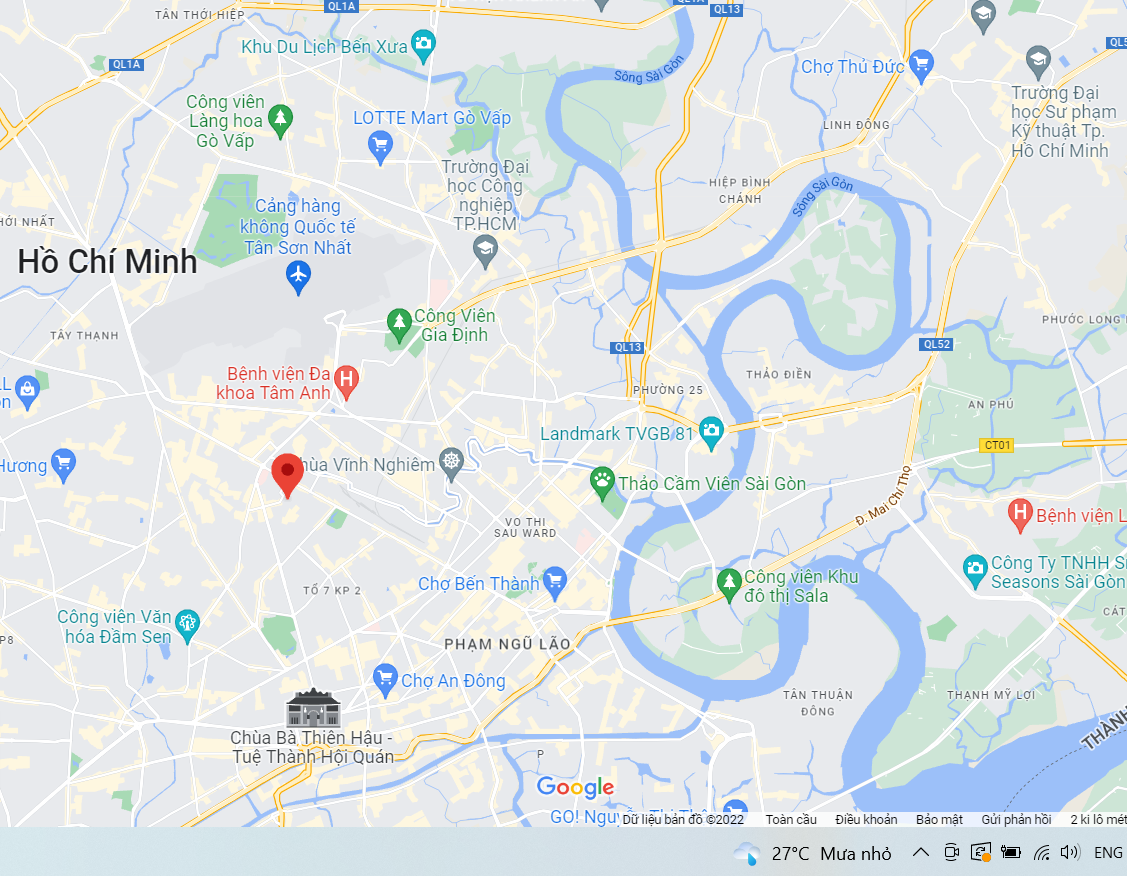 TÂN THỚI HIỆP
QL1A
QL13
QL1A
Khu Du Lịch Bến Xưa
Sông Sài Gòn
Chợ Thủ Đức
Trường Đại
học Sư phạm
Kỹ thuật Tp.
Hồ Chí Minh
Công viên
Làng hoa
Gò Vấp
LOTTE Mart Gò Vấp
LINH ĐÔNG
Trường Đại
học Công
nghiệp
TP.HCM
HIỆP BÌNH
CHÁNH
Sông Sài Gòn
Cảng hàng
không Quốc tế
Tân Sơn Nhất
Hồ Chí Minh
Công Viên
Gia Định
TÂY THẠNH
PHƯỚC LONG
QL13
QL52
Bệnh viện Đa
khoa Tâm Anh
THẢO ĐIỀN
PHƯỜNG 25
AN PHÚ
Landmark TVGB 81
CT01
Hương
Vĩnh Nghiêm
Thảo Cầm Viên Sài Gòn
Đ. Mai Chí Thọ
VO THI
SAU WARD
Bệnh viện L
Công Ty TNHH
Seasons Sài Gòn
Chợ Bến Thành
Công viên Khu
đô thị Sala
TỔ 7 KP 2
Công viên Văn
hóa Đầm Sen
P8
PHẠM NGŨ LÃO
Chợ An Đông
TÂN THUẬN
ĐÔNG
THẠNH MỸ LỢI
THÀNH
Chùa Bà Thiên Hậu -
Tuệ Thành Hội Quán
P
Google
GO!
Dữ liệu bản đồ ©2022 Toàn cầu Điều khoản Bảo mật Gửi phản hồi 2 ki lô mét
27°C Mưa nhỏ ENG